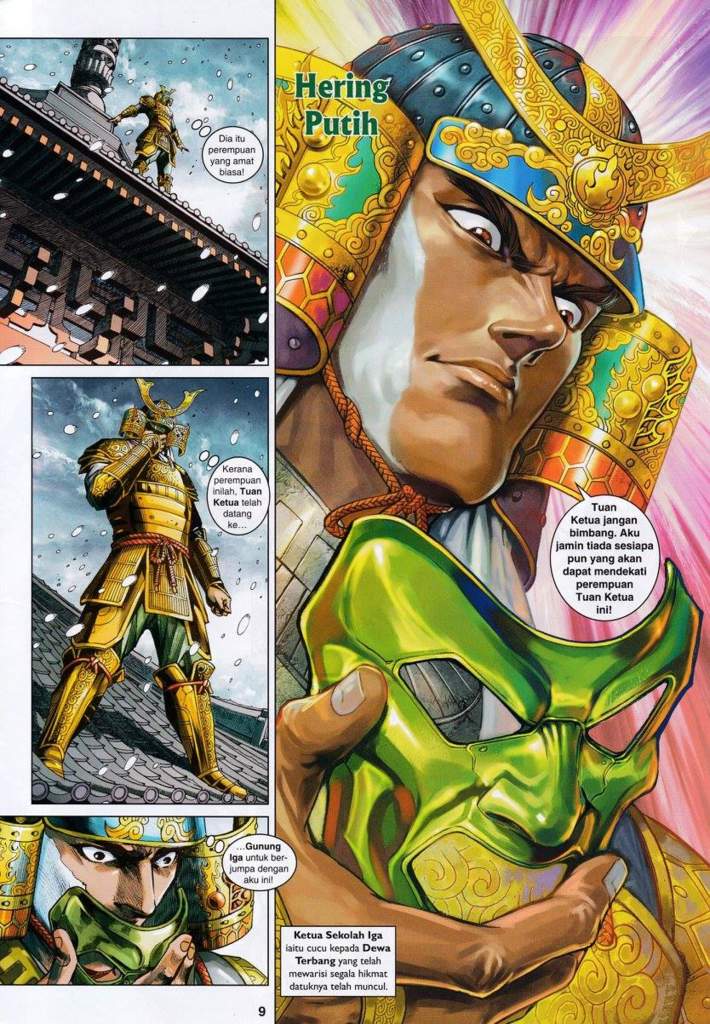 Dia itu
perempuan
yang amat
biasa!
Kerana
perempuan
inilah, Tuan
Ketua telah
datang
ke...
...Gunung
Iga untuk ber-
jumpa dengan
aku ini!
Hering
Putih
Tuan
Ketua jangan
bimbang. Aku
jamin tiada sesiapa
pun yang akan
dapat mendekati
perempuan
Tuan Ketua
ini!
Ketua Sekolah Iga
iaitu cucu kepada Dewa
Terbang yang telah
mewarisi segala hikmat
datuknya telah muncul.
9